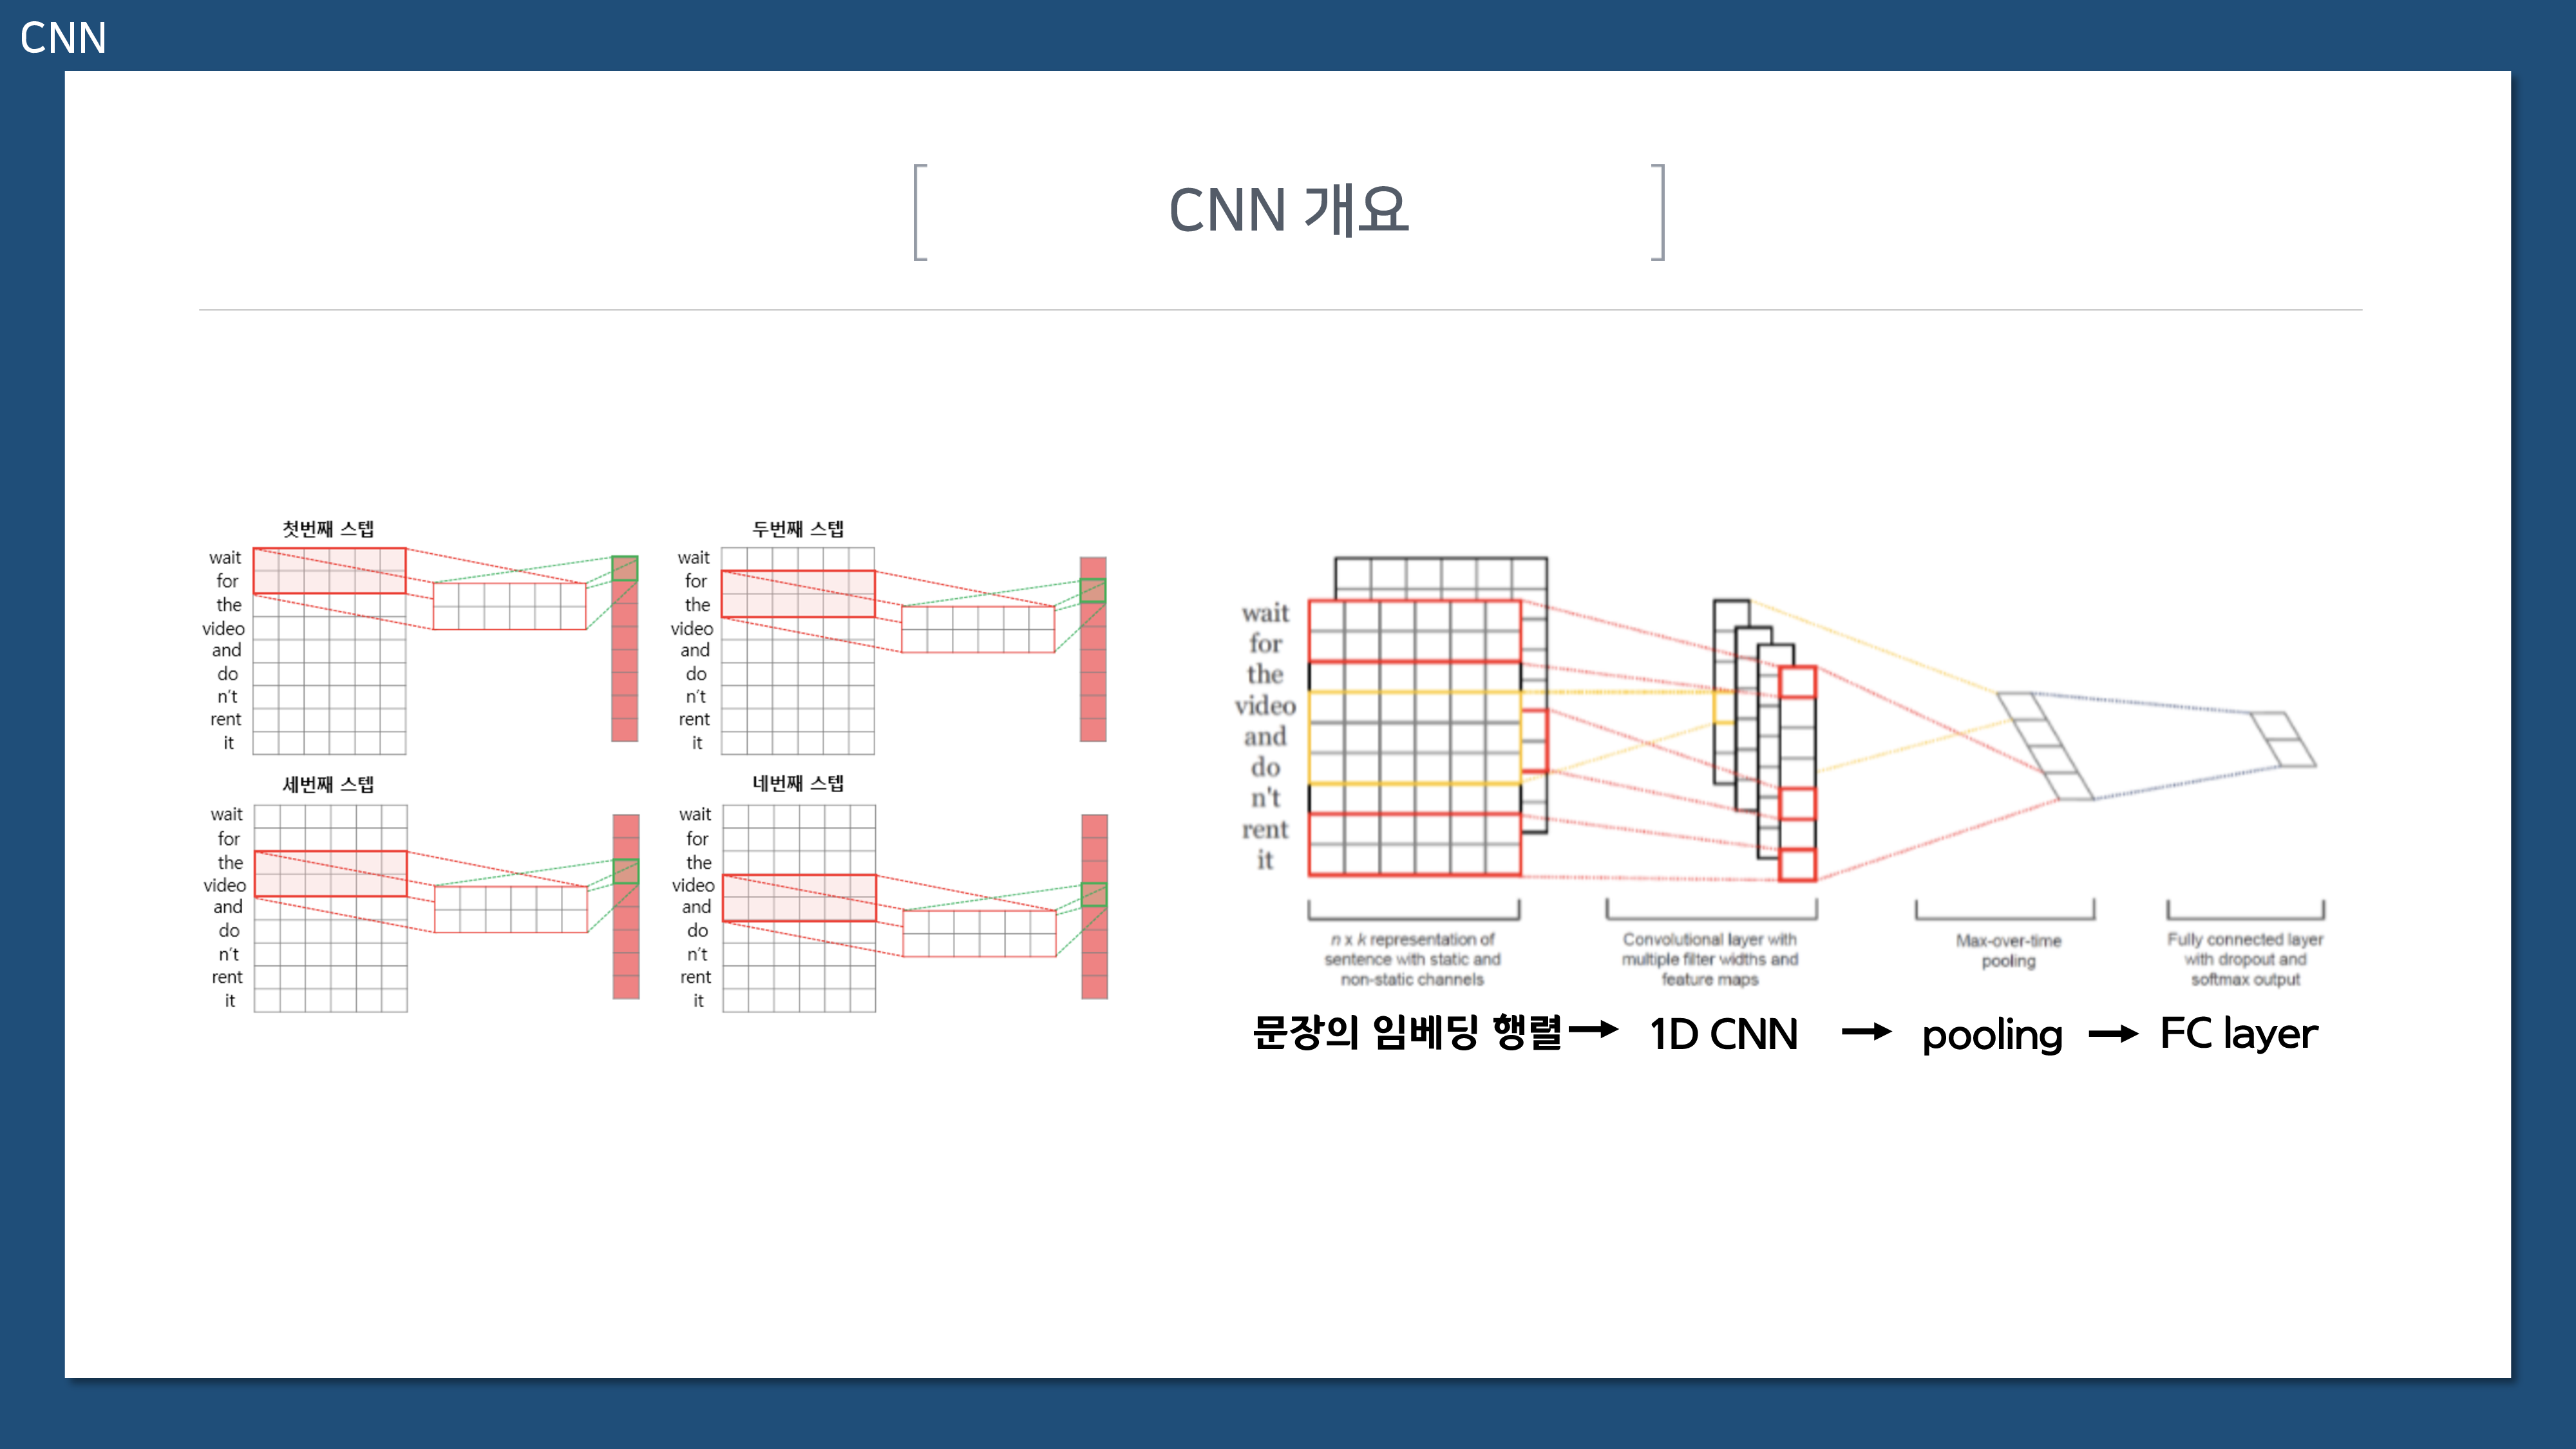 CNN
CNN 개요
첫번째 스텝
wait
for
the
video
and
do
n't
rent
it
두번째 스텝
wait
for
the
video
and
do
n't
rent
it
세번째 스텝
wait
for
the
video
and
do
n't
rent
it
네번째 스텝
wait
for
the
video
and
do
n't
rent
it
wait
for
the
video
and
do
n't
rent
it
n x k representation of
sentence with static and
non-static channels
Convolutional layer with
multiple filter widths and
feature maps
Max-over-time
pooling
Fully connected layer
with dropout and
softmax output
문장의 임베딩 행렬 → 1D CNN → pooling → FC layer